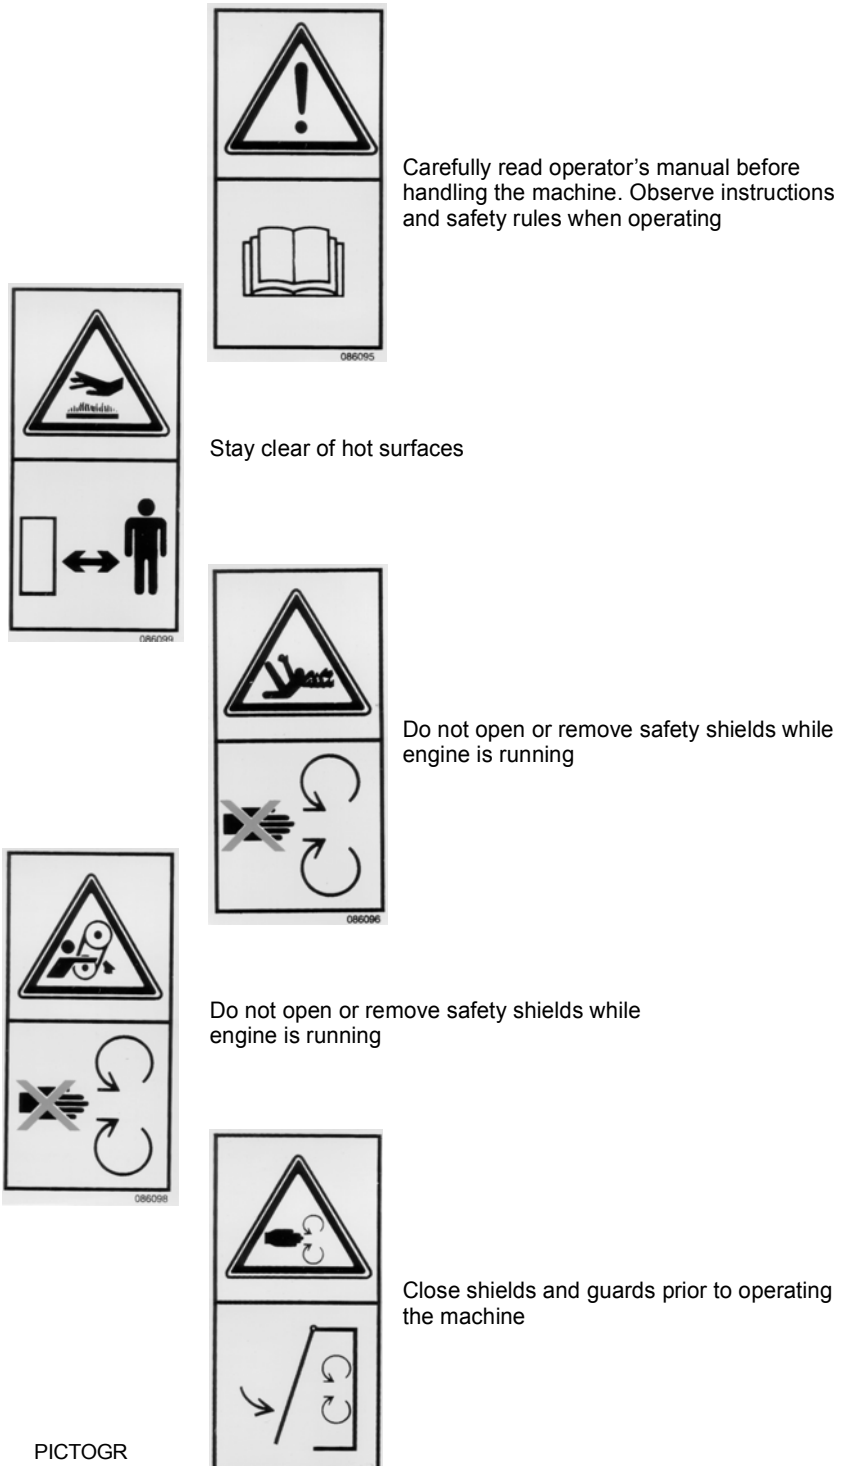 Carefully read operator's manual before
handling the machine. Observe instructions
and safety rules when operating
086095
Stay clear of hot surfaces
086099
Do not open or remove safety shields while
engine is running
086096
Do not open or remove safety shields while
engine is running
086098
Close shields and guards prior to operating
the machine
PICTOGR